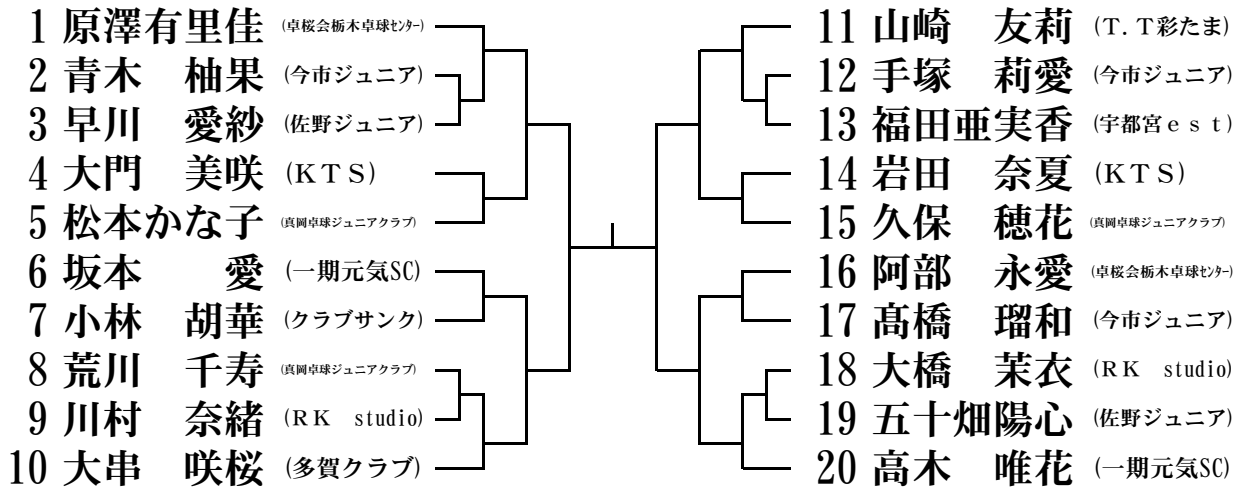 1 原澤有里佳 (卓桜会栃木卓球ｾﾝﾀｰ)
2 青木　柚果 (今市ジュニア)
3 早川　愛紗 (佐野ジュニア)
4 大門　美咲 (ＫＴＳ)
5 松本かな子 (真岡卓球ジュニアクラブ)
6 坂本　　愛 (一期元気SC)
7 小林　胡華 (クラブサンク)
8 荒川　千寿 (真岡卓球ジュニアクラブ)
9 川村　奈緒 (ＲＫ　studio)
10 大串　咲桜 (多賀クラブ)
11 山崎　友莉 (Ｔ．Ｔ彩たま)
12 手塚　莉愛 (今市ジュニア)
13 福田亜実香 (宇都宮ｅｓｔ)
14 岩田　奈夏 (ＫＴＳ)
15 久保　穂花 (真岡卓球ジュニアクラブ)
16 阿部　永愛 (卓桜会栃木卓球ｾﾝﾀｰ)
17 髙橋　瑠和 (今市ジュニア)
18 大橋　茉衣 (ＲＫ　studio)
19 五十畑陽心 (佐野ジュニア)
20 高木　唯花 (一期元気SC)